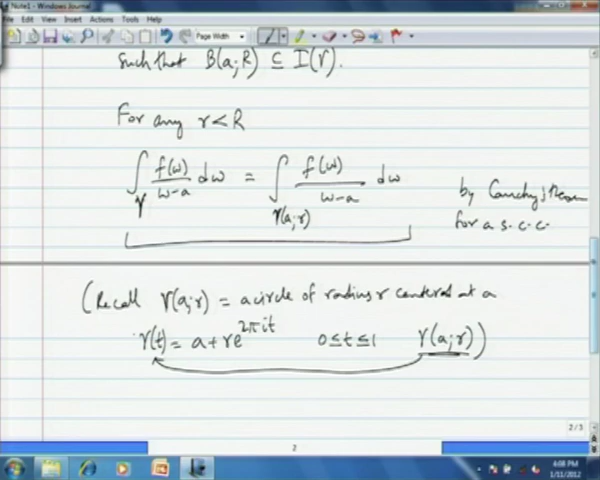 Note1 - Windows Journal
File Edit View Insert Actions Tools Help
Page Width
such that B(a;R) ⊆ I(γ).
For any r < R
∫_γ f(w)/(w-a) dw = ∫_γ(a;r) f(w)/(w-a) dw by Cauchy's theorem
for a s.c.c.
(Recall γ(a;r) = a circle of radius r centered at a
γ(t) = a + re^{2πit} 0≤t≤1 γ(a;r))
2/3
2
4:08 PM
1/11/2012